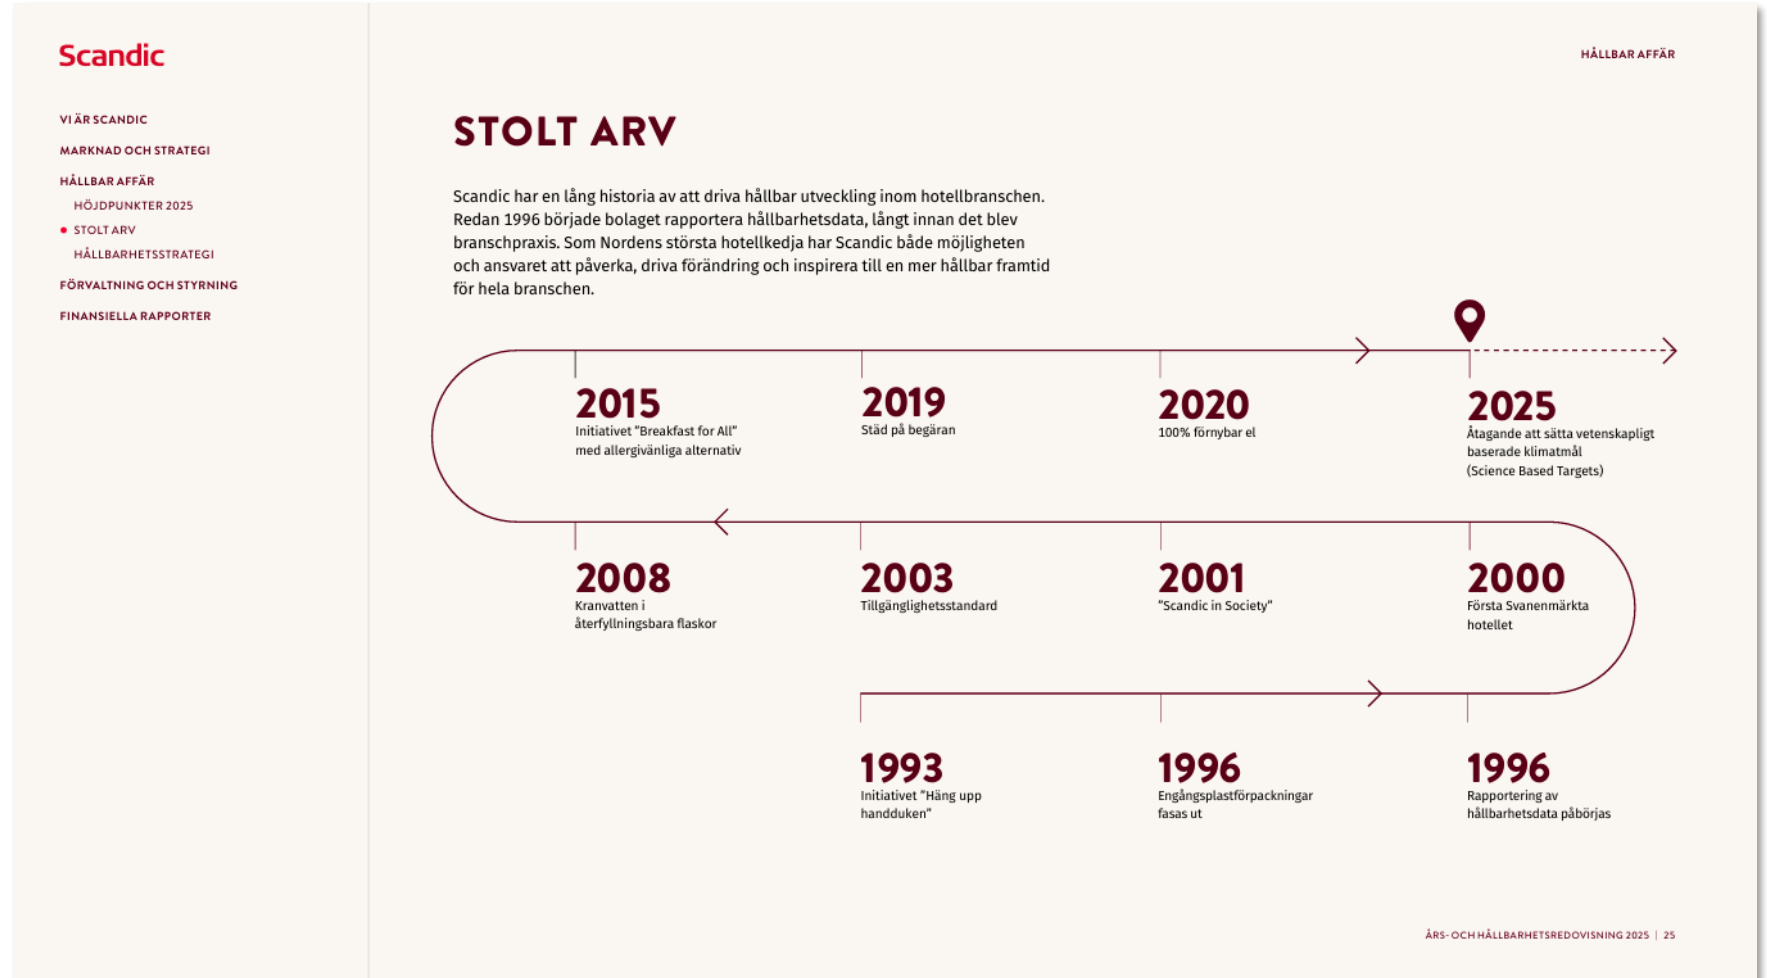 Scandic
HÅLLBAR AFFÄR
VI ÄR SCANDIC
MARKNAD OCH STRATEGI
HÅLLBAR AFFÄR
HÖJDPUNKTER 2025
STOLT ARV
HÅLLBARHETSSTRATEGI
FÖRVALTNING OCH STYRNING
FINANSIELLA RAPPORTER
STOLT ARV
Scandic har en lång historia av att driva hållbar utveckling inom hotellbranschen.
Redan 1996 började bolaget rapportera hållbarhetsdata, långt innan det blev
branschpraxis. Som Nordens största hotellkedja har Scandic både möjligheten
och ansvaret att påverka, driva förändring och inspirera till en mer hållbar framtid
för hela branschen.
2015
Initiativet "Breakfast for All"
med allergivänliga alternativ
2019
Städ på begäran
2020
100% förnybar el
2025
Åtagande att sätta vetenskapligt
baserade klimatmål
(Science Based Targets)
2008
Kranvatten i
återfyllningsbara flaskor
2003
Tillgänglighetsstandard
2001
"Scandic in Society"
2000
Första Svanenmärkta
hotellet
1993
Initiativet "Häng upp
handduken"
1996
Engångsplastförpackningar
fasas ut
1996
Rapportering av
hållbarhetsdata påbörjas
ÅRS- OCH HÅLLBARHETSREDOVISNING 2025 | 25